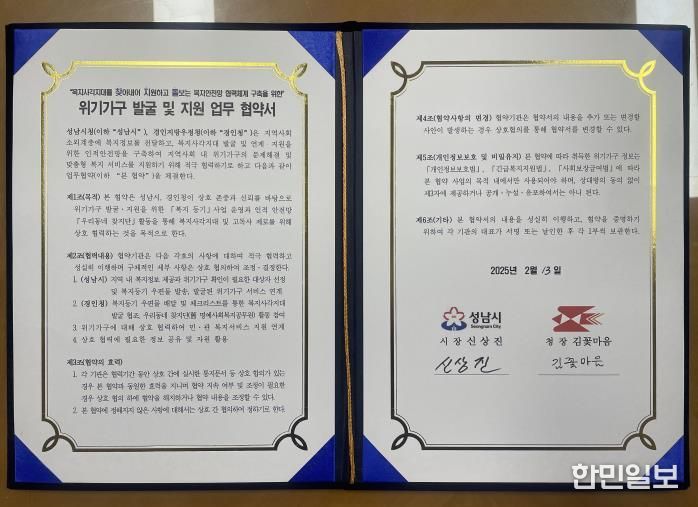 "복지사각지대를 찾아내어 지원하고 돌보는 복지안전망 협력체계 구축을 위한"
위기가구 발굴 및 지원 업무 협약서
성남시청(이하 "성남시"), 경인지방우정청(이하 "경인청")은 지역사회
소외계층에 복지정보를 전달하고, 복지사각지대 발굴 및 연계·지원을
위한 인적안전망을 구축하여 지역사회 내 위기가구의 문제해결 및
맞춤형 복지 서비스를 지원하기 위해 적극 협력하기로 하고 다음과 같이
업무협약(이하 "본 협약")을 체결한다.
제1조(목적) 본 협약은 성남시, 경인청이 상호 존중과 신뢰를 바탕으로
위기가구 발굴·지원을 위한 「복지 등기」사업 운영과 인적 안전망
「우리동네 찾지단」활동을 통해 복지사각지대 및 고독사 제로를 위해
상호 협력하는 것을 목적으로 한다.
제2조(협력내용) 협약기관은 다음 각호의 사항에 대하여 적극 협력하고
성실히 이행하며 구체적인 세부 사항은 상호 협의하여 조정·결정한다.
1. (성남시) 지역 내 복지정보 제공과 위기가구 확인이 필요한 대상자 선정
및 복지등기 우편물 발송, 발굴된 위기가구 서비스 연계
2. (경인청) 복지등기 우편물 배달 및 체크리스트를 통한 복지사각지대
발굴 협조, 우리동네 찾지단(舊 명예사회복지공무원) 활동 참여
3. 위기가구에 대해 상호 협력하여 민·관 복지서비스 지원 연계
4. 상호 협력에 필요한 정보 공유 및 자원 활용
제3조(협약의 효력)
1. 각 기관은 협력기간 동안 상호 간에 실시한 통지문서 등 상호 합의가 있는
경우 본 협약과 동일한 효력을 지니며 협약 지속 여부 및 조정이 필요한
경우 상호 협의 하에 협약을 해지하거나 협약 내용을 조정할 수 있다.
2. 본 협약에 정해지지 않은 사항에 대해서는 상호 간 협의하여 정하기로 한다.
제4조(협약사항의 변경) 협약기관은 협약서의 내용을 추가 또는 변경할
사안이 발생하는 경우 상호협의를 통해 협약서를 변경할 수 있다.
제5조(개인정보보호 및 비밀유지) 본 협약에 따라 취득한 위기가구 정보는
「개인정보보호법」, 「긴급복지지원법」, 「사회보장급여법」에 따라
본 협약 사업의 목적 내에서만 사용되어야 하며, 상대방의 동의 없이
제3자에게 제공하거나 공개·누설·유포하여서는 아니 된다.
제6조(기타) 본 협약서의 내용을 성실히 이행하고, 협약을 증명하기
위하여 각 기관의 대표가 서명 또는 날인한 후 각 1부씩 보관한다.
2025년 2월 13일
성남시
Seongnam City
시장 신상진
신상진
청장 김꽃마음
김꽃마음
한민일보